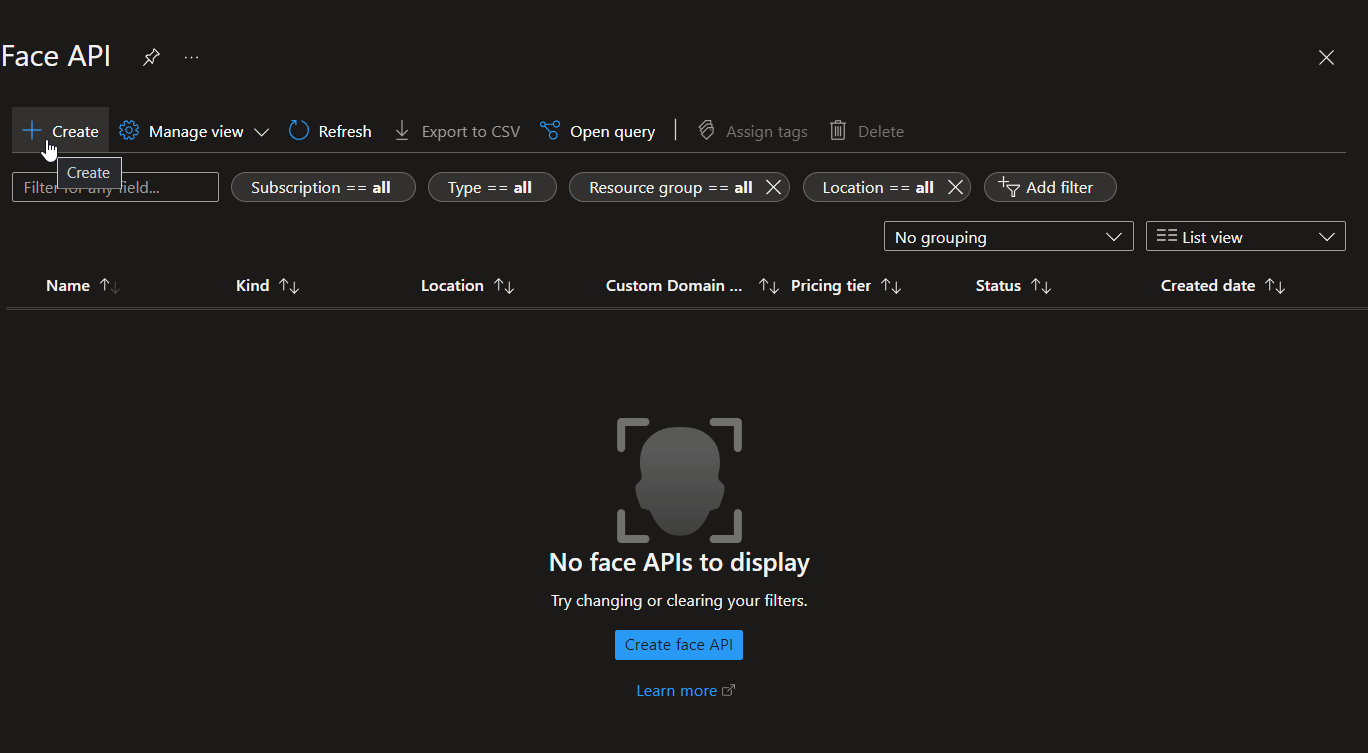 Face API ...
Create Manage view Refresh Export to CSV Open query | Assign tags Delete
Create
Filter for any field... Subscription == all Type == all Resource group == all Location == all Add filter
No grouping List view
Name Kind Location Custom Domain ... Pricing tier Status Created date
No face APIs to display
Try changing or clearing your filters.
Create face API
Learn more